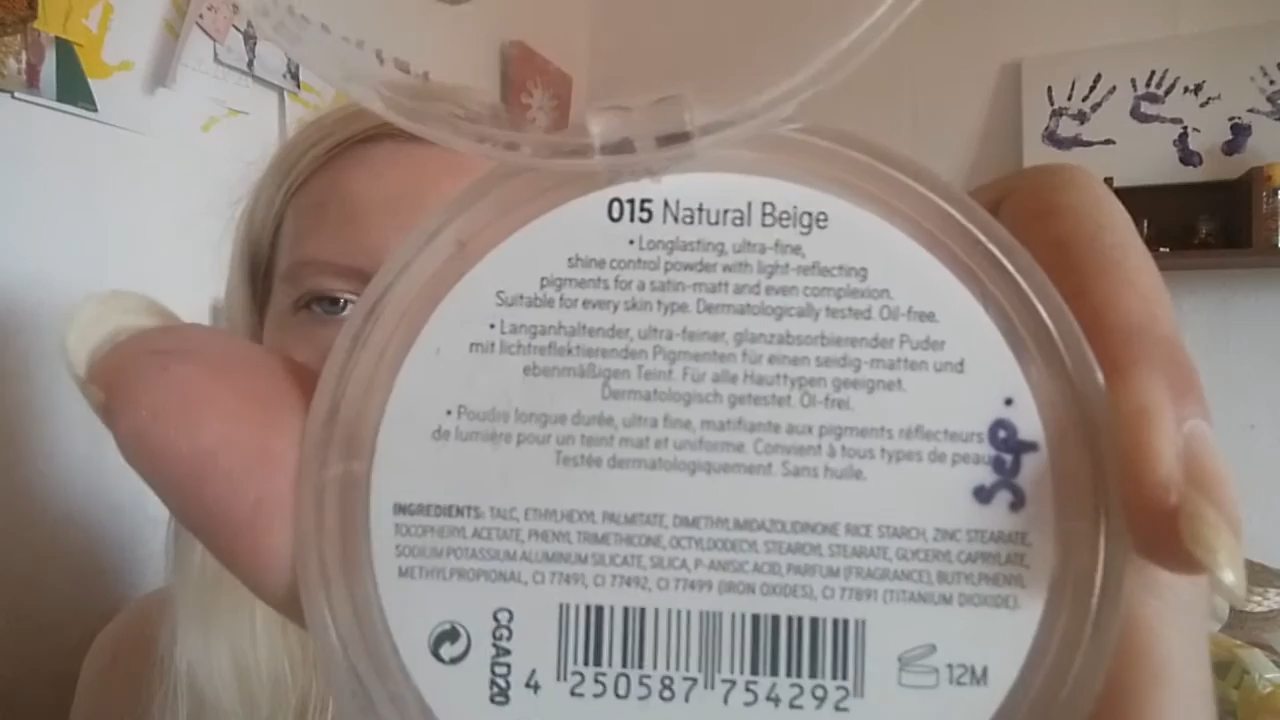 015 Natural Beige
• Longlasting, ultra-fine,
shine control powder with light-reflecting
pigments for a satin-matt and even complexion.
Suitable for every skin type. Dermatologically tested. Oil-free.
• Langanhaltender, ultra-feiner, glanzabsorbierender Puder
mit lichtreflektierenden Pigmenten für einen seidig-matten und
ebenmäßigen Teint. Für alle Hauttypen geeignet.
Dermatologisch getestet. Öl-frei.
• Poudre longue durée, ultra fine, matifiante aux pigments réflecteurs
de lumière pour un teint mat et uniforme. Convient à tous types de peau.
Testée dermatologiquement. Sans huile.
sep.
INGREDIENTS: TALC, ETHYLHEXYL PALMITATE, DIMETHYLIMIDAZOLIDINONE RICE STARCH, ZINC STEARATE,
TOCOPHERYL ACETATE, PHENYL TRIMETHICONE, OCTYLDODECYL STEAROYL STEARATE, GLYCERYL CAPRYLATE,
SODIUM POTASSIUM ALUMINUM SILICATE, SILICA, P-ANISIC ACID, PARFUM (FRAGRANCE), BUTYLPHENYL
METHYLPROPIONAL, CI 77491, CI 77492, CI 77499 (IRON OXIDES), CI 77891 (TITANIUM DIOXIDE).
CGAD20
4 250587 754292
12M